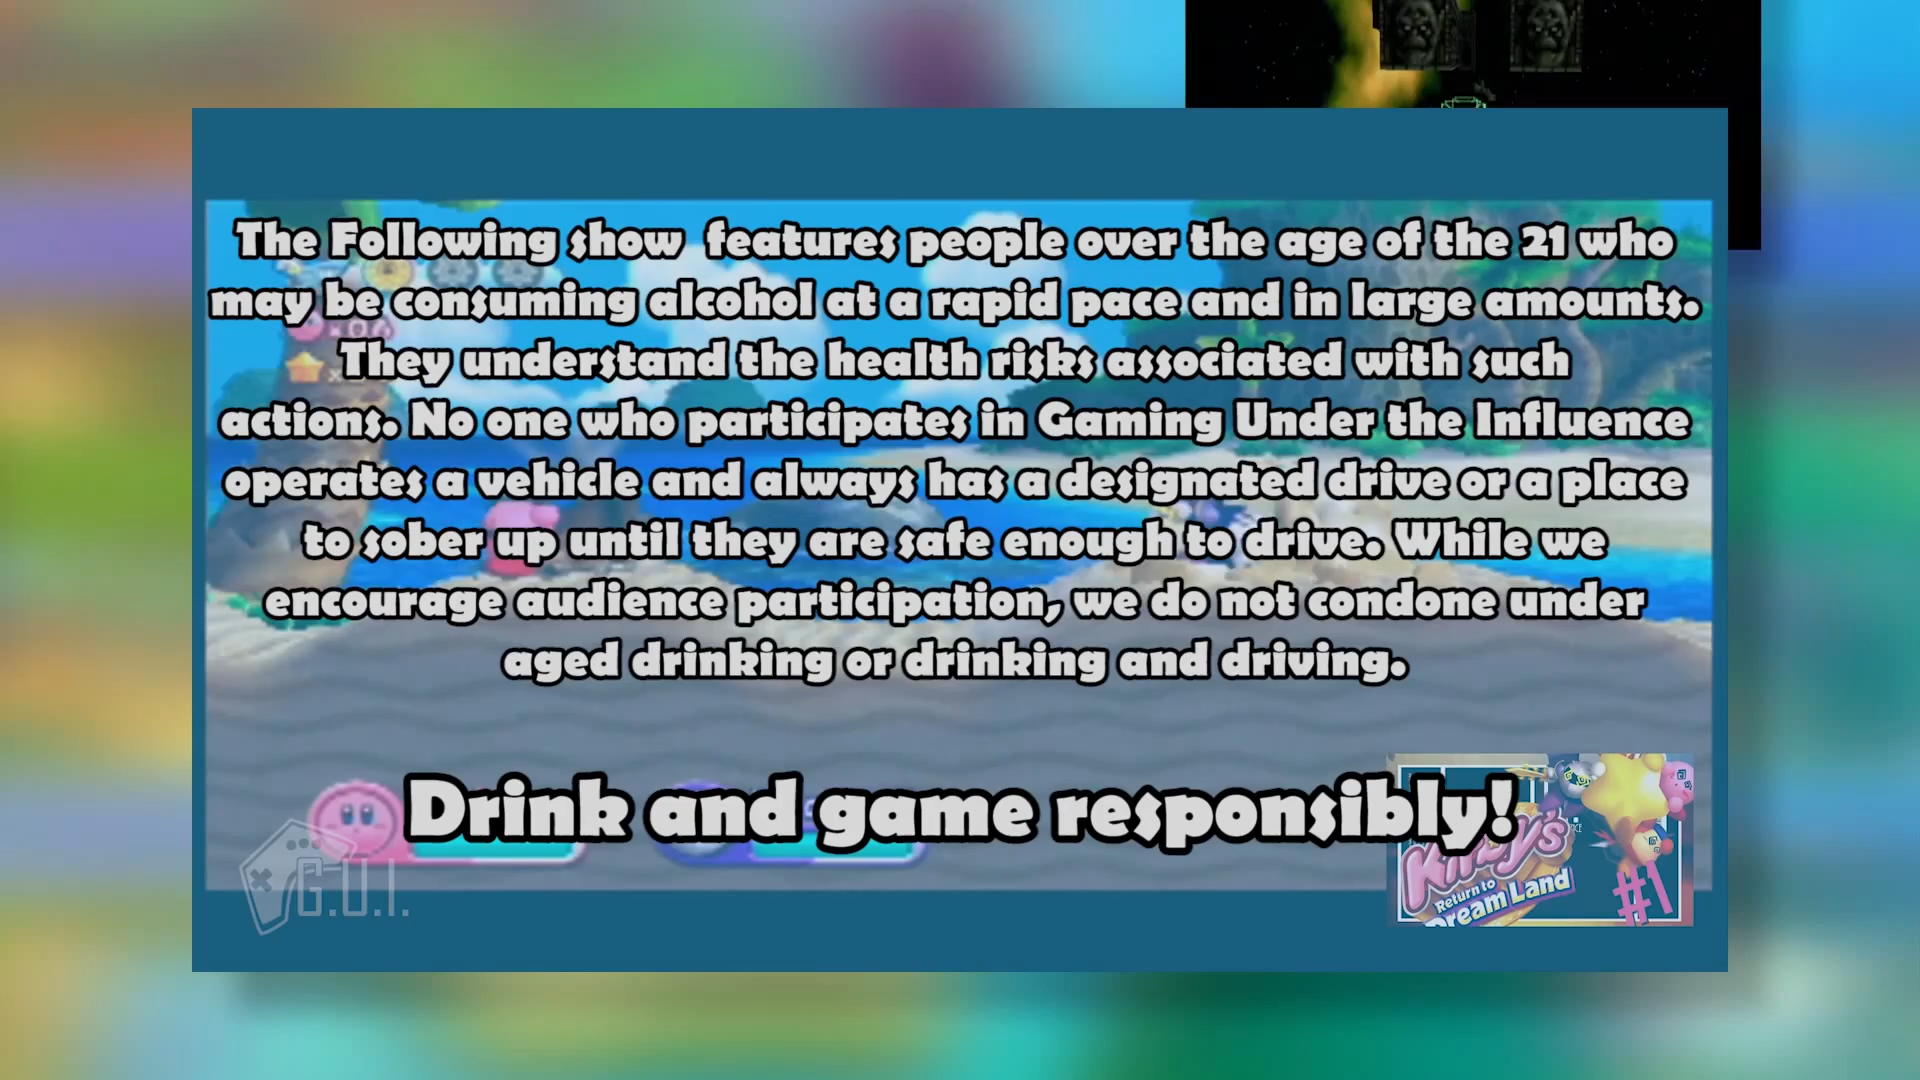 The Following show features people over the age of the 21 who
may be consuming alcohol at a rapid pace and in large amounts.
They understand the health risks associated with such
actions. No one who participates in Gaming Under the Influence
operates a vehicle and always has a designated drive or a place
to sober up until they are safe enough to drive. While we
encourage audience participation, we do not condone under
aged drinking or drinking and driving.
Drink and game responsibly!
G.U.I.
Kirby's
Return to
Dream Land
#1